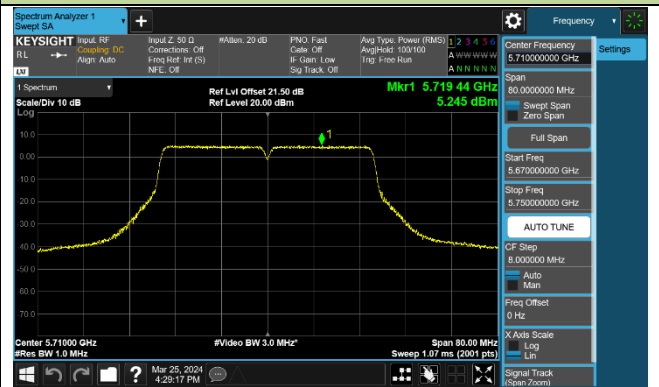 Spectrum Analyzer 1
Swept SA
Frequency
KEYSIGHT
RL
LXI
Input: RF
Coupling: DC
Align: Auto
Input Z: 50 Ω
Corrections: Off
Freq Ref: Int (S)
NFE: Off
#Atten: 20 dB
PNO: Fast
Gate: Off
IF Gain: Low
Sig Track: Off
Avg Type: Power (RMS)
Avg|Hold: 100/100
Trig: Free Run
1 2 3 4 5 6
A W W W W W
A N N N N N
1 Spectrum
Scale/Div 10 dB
Log
Ref Lvl Offset 21.50 dB
Ref Level 20.00 dBm
Mkr1 5.719 44 GHz
5.245 dBm
1
10.0
0.00
-10.0
-20.0
-30.0
-40.0
-50.0
-60.0
-70.0
Center 5.71000 GHz
#Res BW 1.0 MHz
#Video BW 3.0 MHz*
Span 80.00 MHz
Sweep 1.07 ms (2001 pts)
Mar 25, 2024
4:29:17 PM
Center Frequency
5.710000000 GHz
Settings
Span
80.0000000 MHz
Swept Span
Zero Span
Full Span
Start Freq
5.670000000 GHz
Stop Freq
5.750000000 GHz
AUTO TUNE
CF Step
8.000000 MHz
Auto
Man
Freq Offset
0 Hz
X Axis Scale
Log
Lin
Signal Track
(Span Zoom)